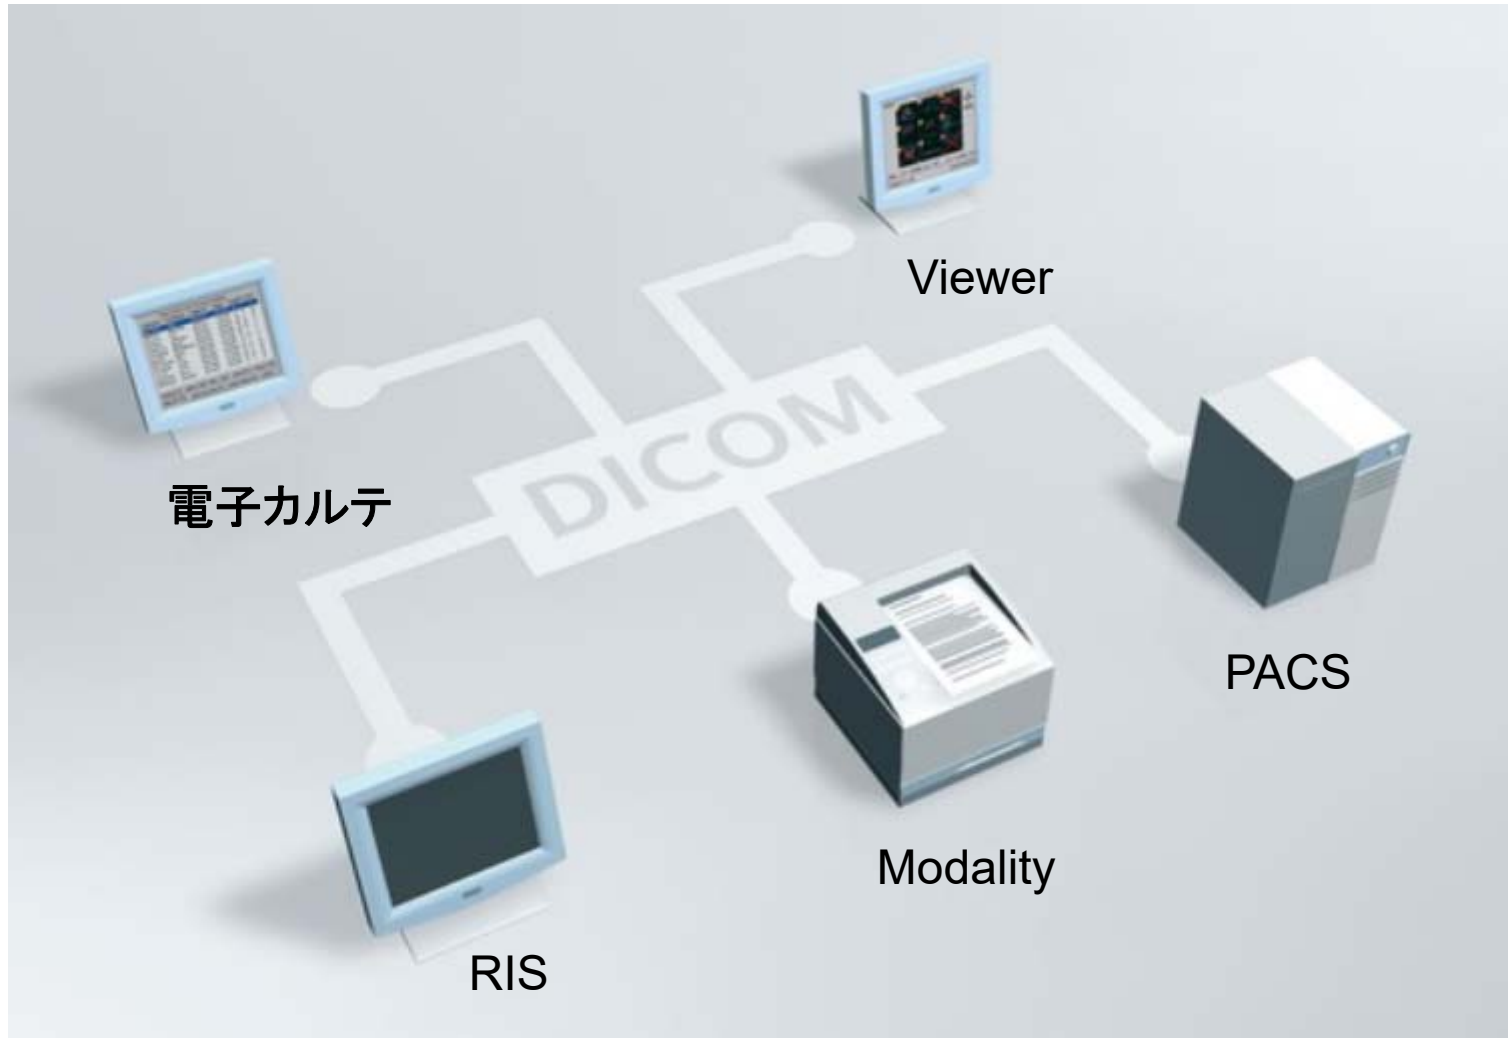 Viewer
電子カルテ
DICOM
PACS
Modality
RIS